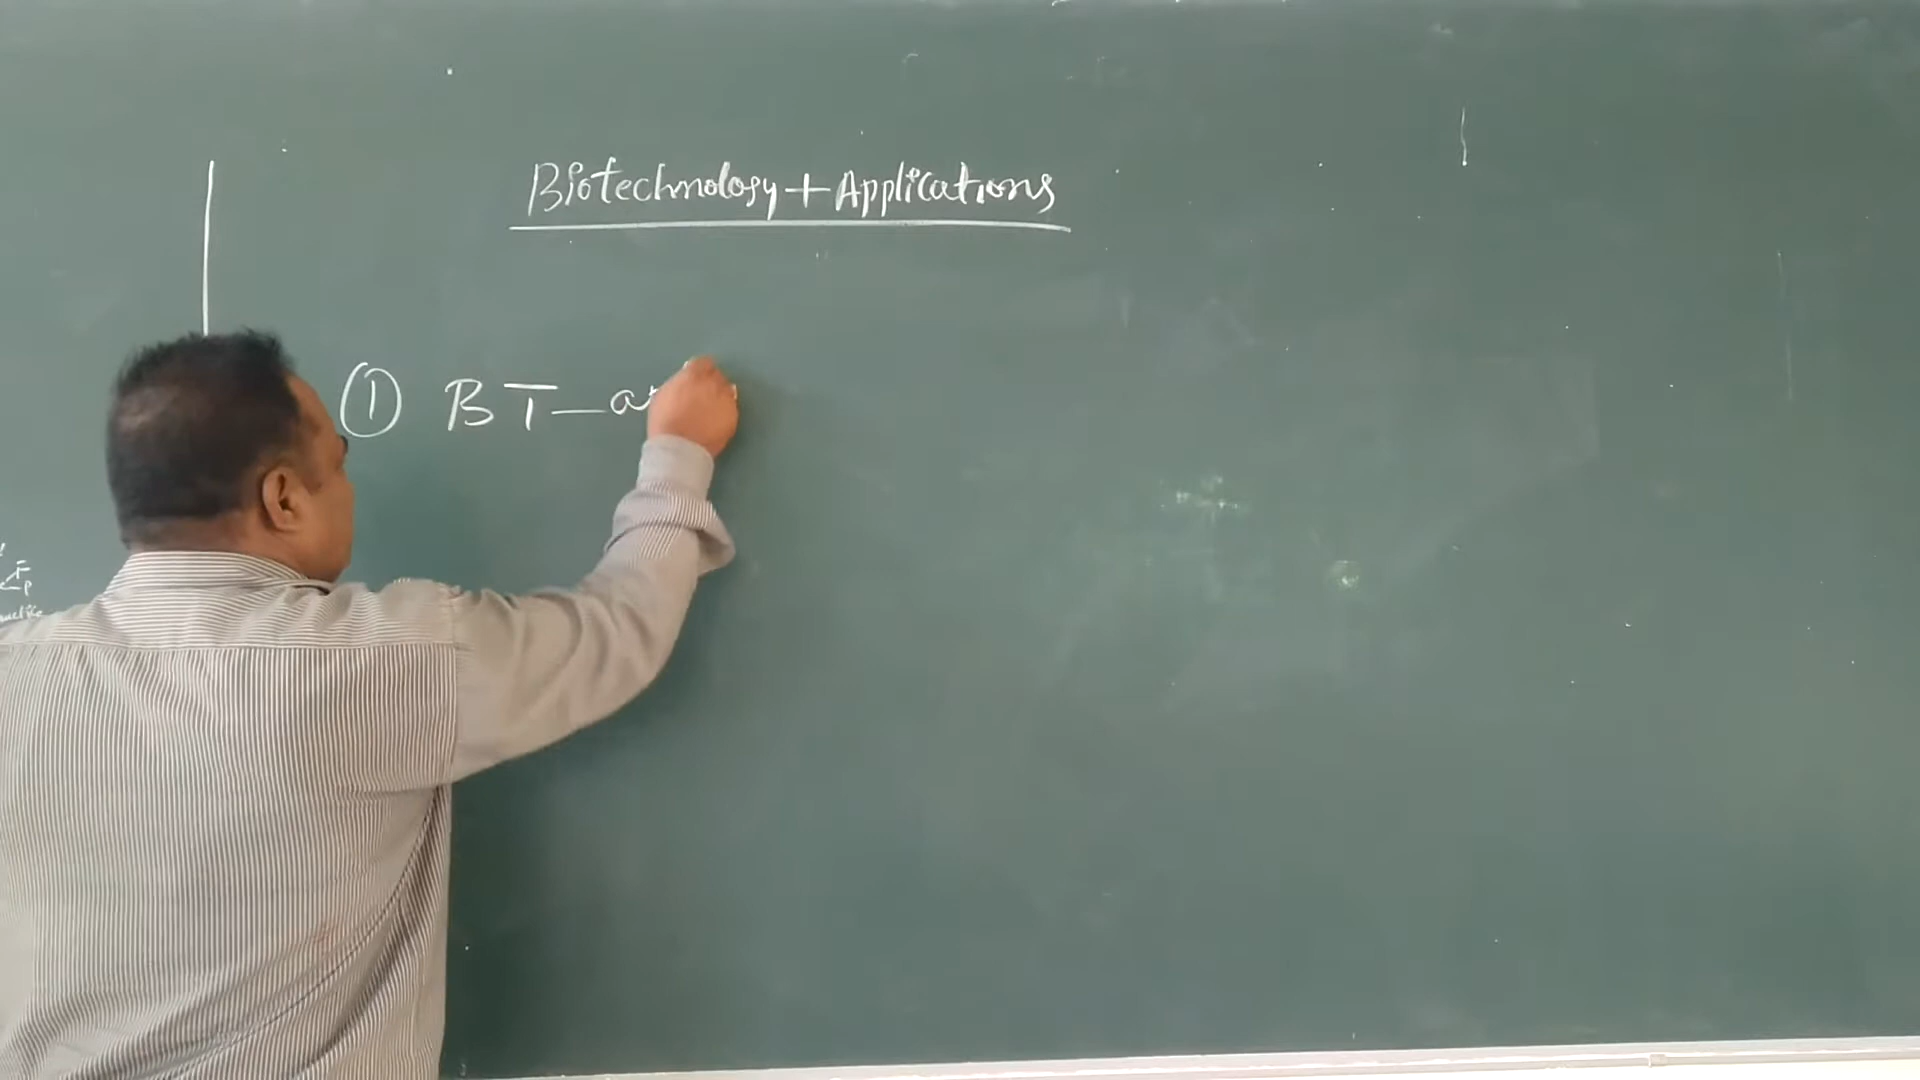 Biotechnology + Applications
① BT - a